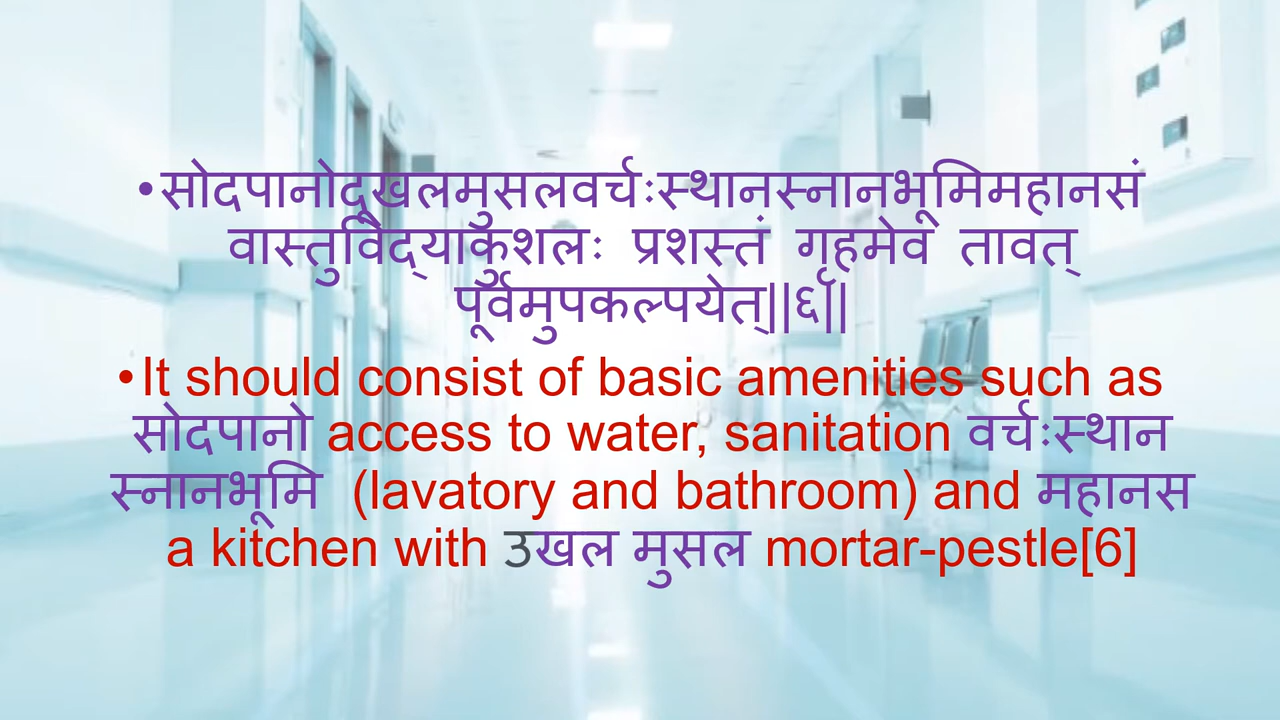 •सोदपानोदूखलमुसलवर्चःस्थानस्नानभूमिमहानसं
वास्तुविद्याकुशलः प्रशस्तं गृहमेव तावत्
पूर्वमुपकल्पयेत्||६||
•It should consist of basic amenities such as
सोदपानो access to water, sanitation वर्चःस्थान
स्नानभूमि (lavatory and bathroom) and महानस
a kitchen with उखल मुसल mortar-pestle[6]